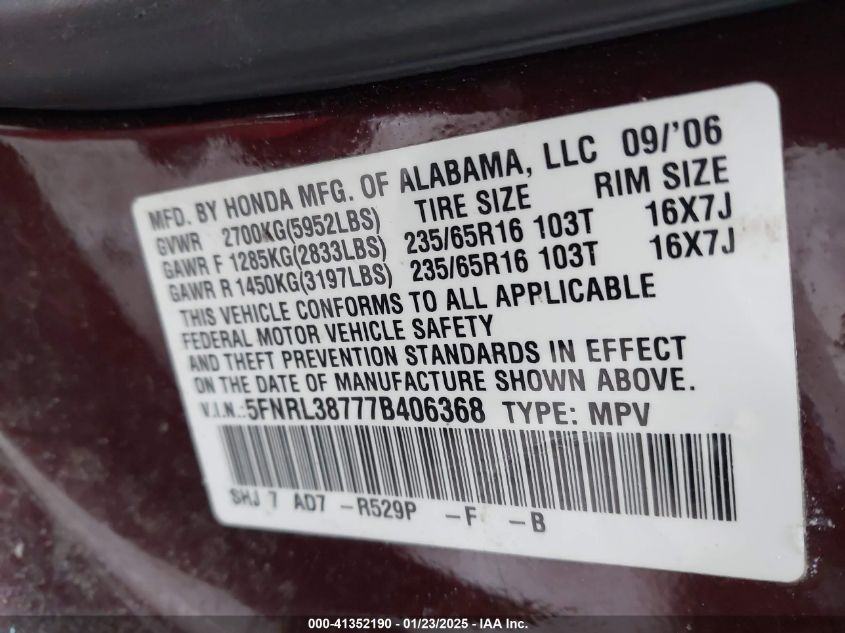 MFD. BY HONDA MFG. OF ALABAMA, LLC 09/'06
GVWR 2700KG(5952LBS) TIRE SIZE RIM SIZE
GAWR F 1285KG(2833LBS) 235/65R16 103T 16X7J
GAWR R 1450KG(3197LBS) 235/65R16 103T 16X7J
THIS VEHICLE CONFORMS TO ALL APPLICABLE
FEDERAL MOTOR VEHICLE SAFETY
AND THEFT PREVENTION STANDARDS IN EFFECT
ON THE DATE OF MANUFACTURE SHOWN ABOVE.
V.I.N.:5FNRL38777B406368 TYPE: MPV
SHJ 7 AD7 -R529P -F -B
000-41352190 - 01/23/2025 - IAA Inc.